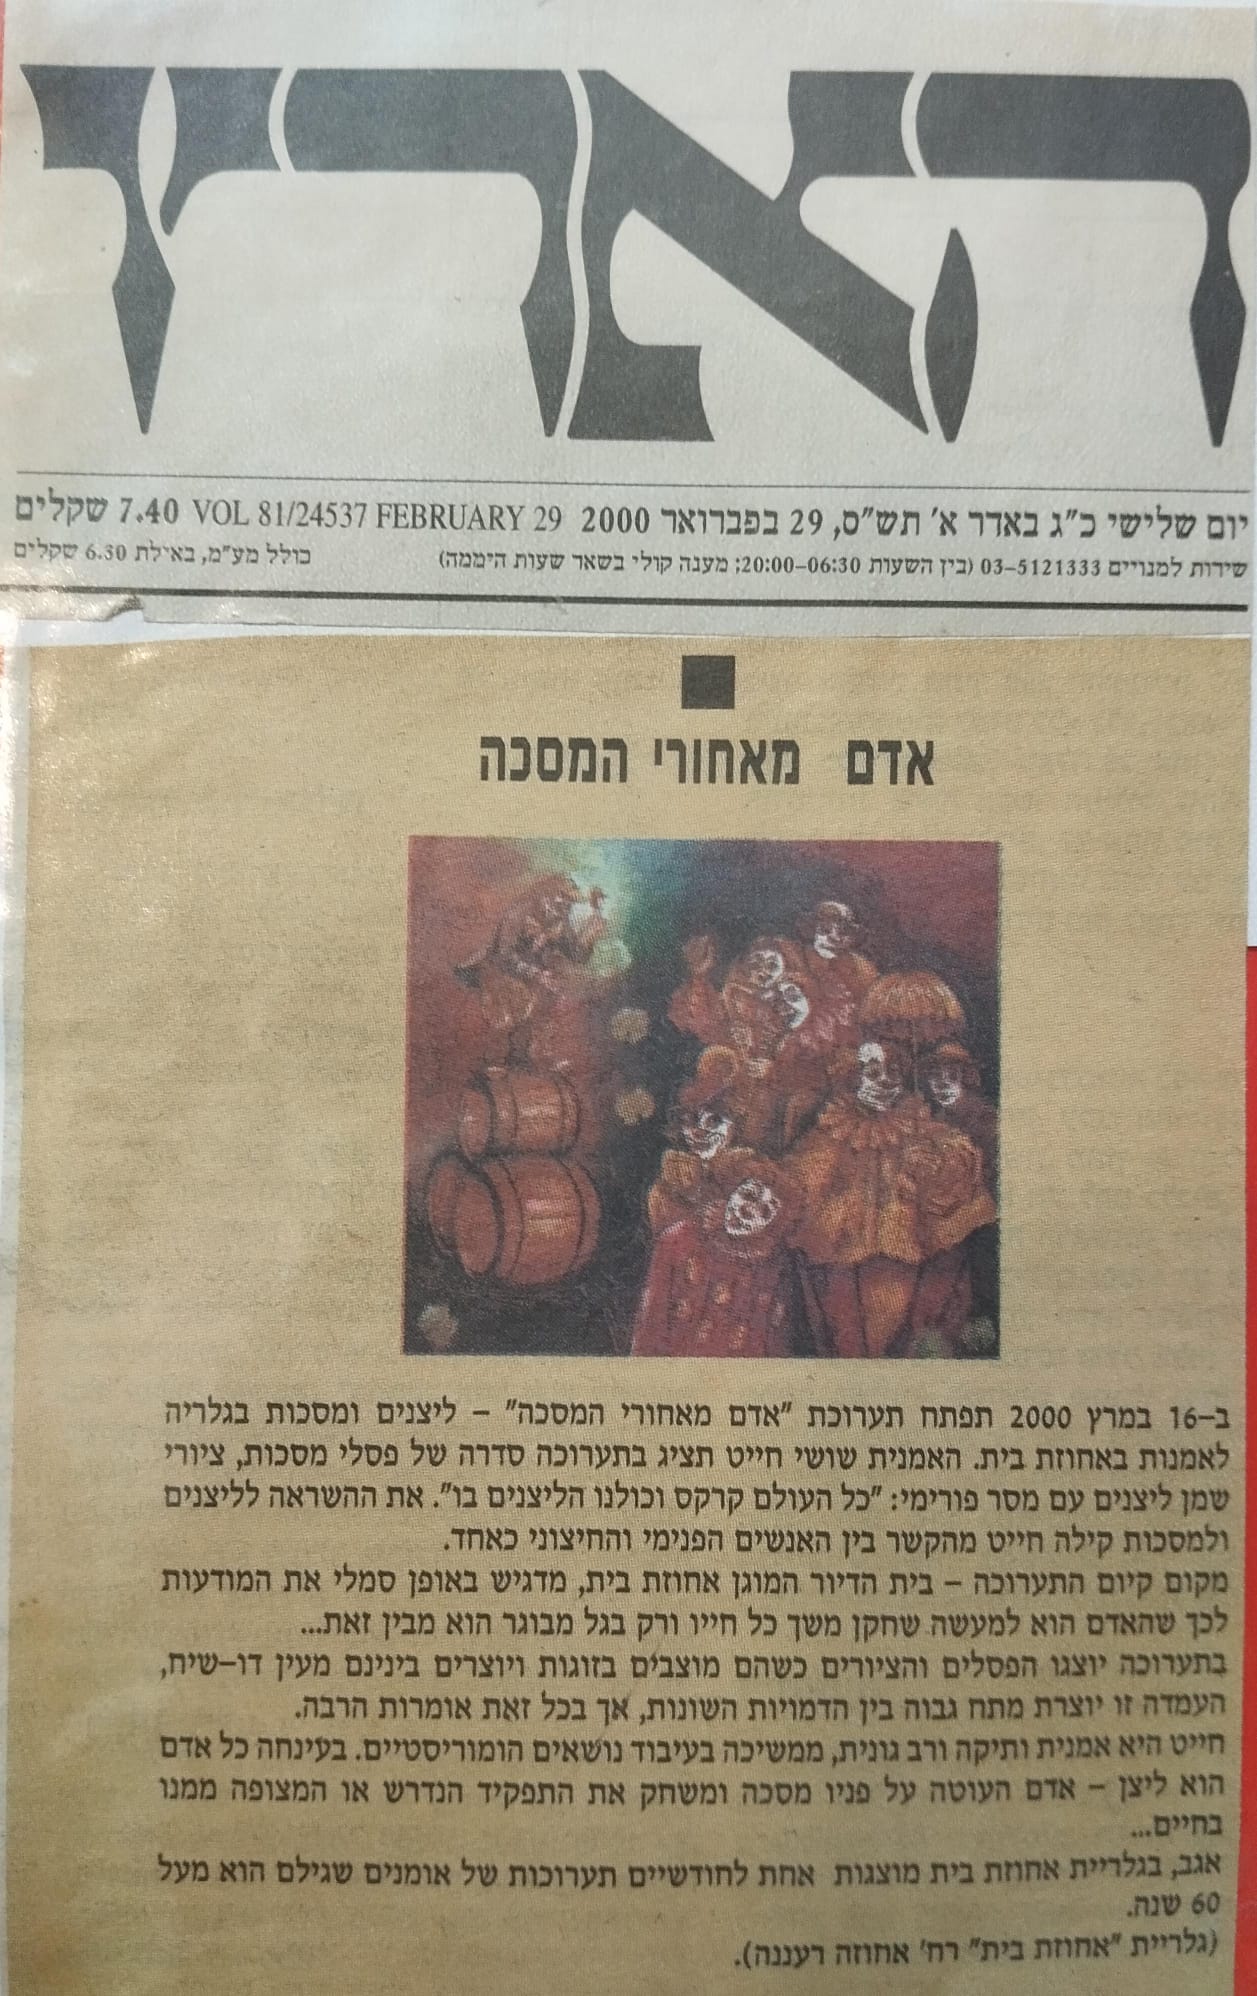 הארץ
יום שלישי כ"ג באדר א' תש"ס, 29 בפברואר 2000 VOL 81/24537 FEBRUARY 29 7.40 שקלים
שירות למנויים 03-5121333 (בין השעות 20:00-06:30; מענה קולי בשאר שעות היממה) כולל מע"מ, באילת 6.30 שקלים
אדם מאחורי המסכה
ב-16 במרץ 2000 תפתח תערוכת "אדם מאחורי המסכה" - ליצנים ומסכות בגלריה
לאמנות באחוזת בית. האמנית שושי חייט תציג בתערוכה סדרה של פסלי מסכות, ציורי
שמן ליצנים עם מסר פורימי: "כל העולם קרקס וכולנו הליצנים בו". את ההשראה לליצנים
ולמסכות קילה חייט מהקשר בין האנשים הפנימי והחיצוני כאחד.
מקום קיום התערוכה - בית הדיור המוגן אחוזת בית, מדגיש באופן סמלי את המודעות
לכך שהאדם הוא למעשה שחקן משך כל חייו ורק בגל מבוגר הוא מבין זאת...
בתערוכה יוצגו הפסלים והציורים כשהם מוצבים בזוגות ויוצרים בינינם מעין דו-שיח,
העמדה זו יוצרת מתח גבוה בין הדמויות השונות, אך בכל זאת אומרות הרבה.
חייט היא אמנית ותיקה ורב גונית, ממשיכה בעיבוד נושאים הומוריסטיים. בעינחה כל אדם
הוא ליצן - אדם העוטה על פניו מסכה ומשחק את התפקיד הנדרש או המצופה ממנו
בחיים...
אגב, בגלריית אחוזת בית מוצגות אחת לחודשיים תערוכות של אומנים שגילם הוא מעל
60 שנה.
(גלריית "אחוזת בית" רח' אחוזה רעננה).